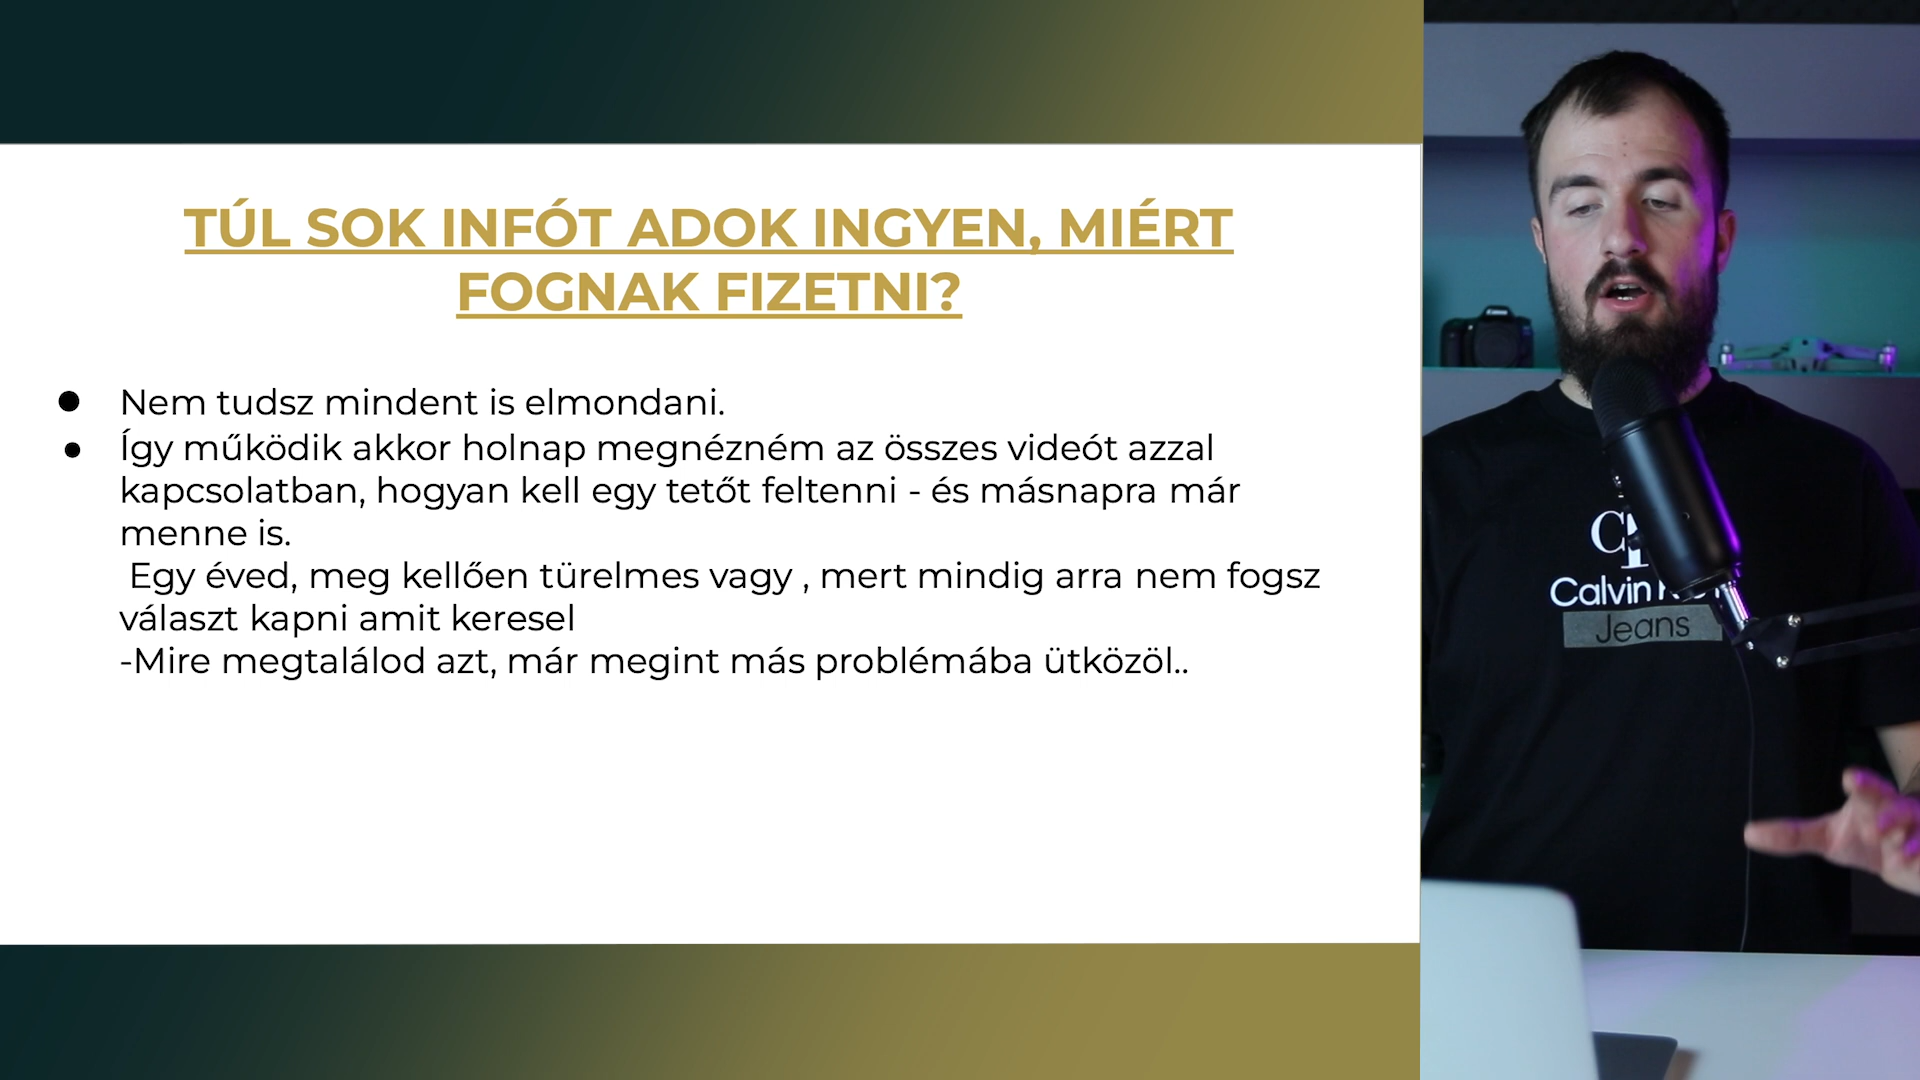 TÚL SOK INFÓT ADOK INGYEN, MIÉRT
FOGNAK FIZETNI?
● Nem tudsz mindent is elmondani.
● Így működik akkor holnap megnézném az összes videót azzal
kapcsolatban, hogyan kell egy tetőt feltenni - és másnapra már
menne is.
Egy éved, meg kellően türelmes vagy , mert mindig arra nem fogsz
választ kapni amit keresel
-Mire megtalálod azt, már megint más problémába ütközöl..
Calvin
Jeans